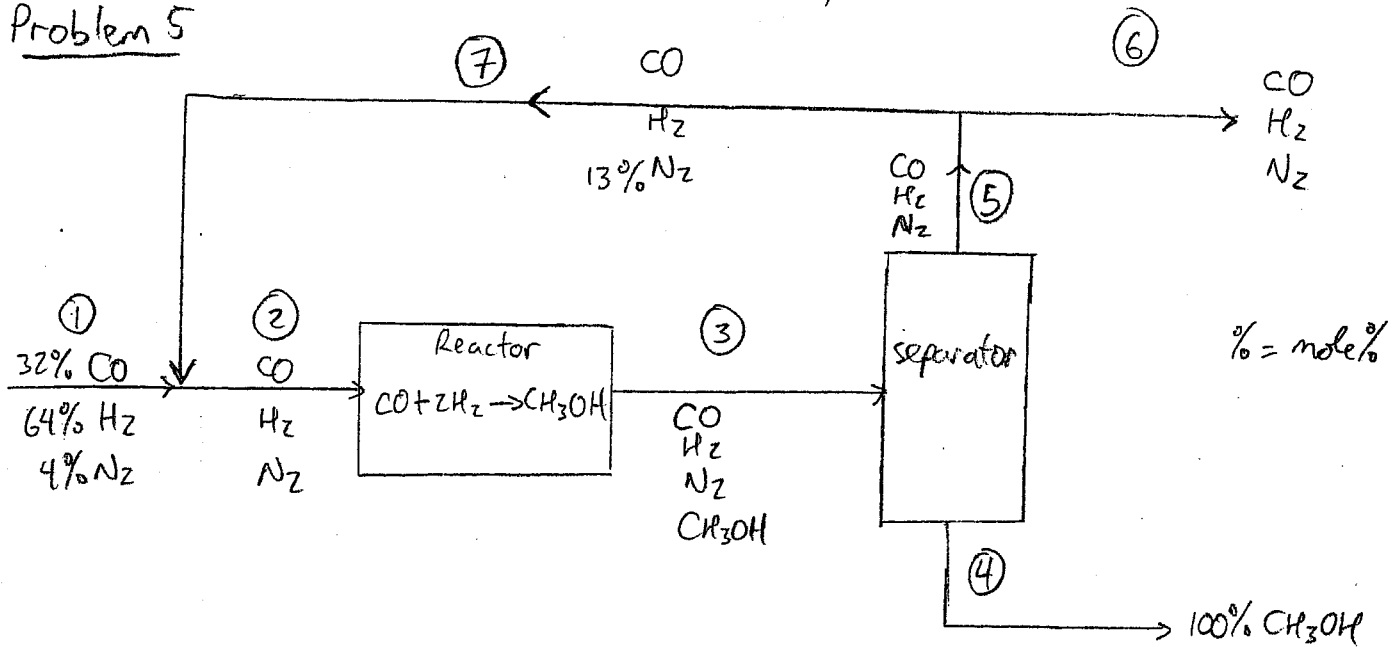 Problem 5
⑦
CO
H₂
13% N₂
⑥
CO
H₂
N₂
CO
H₂
N₂
⑤
①
32% CO
64% H₂
4% N₂
②
CO
H₂
N₂
Reactor
CO+2H₂→CH₃OH
③
CO
H₂
N₂
CH₃OH
separator
% = mole%
④
100% CH₃OH